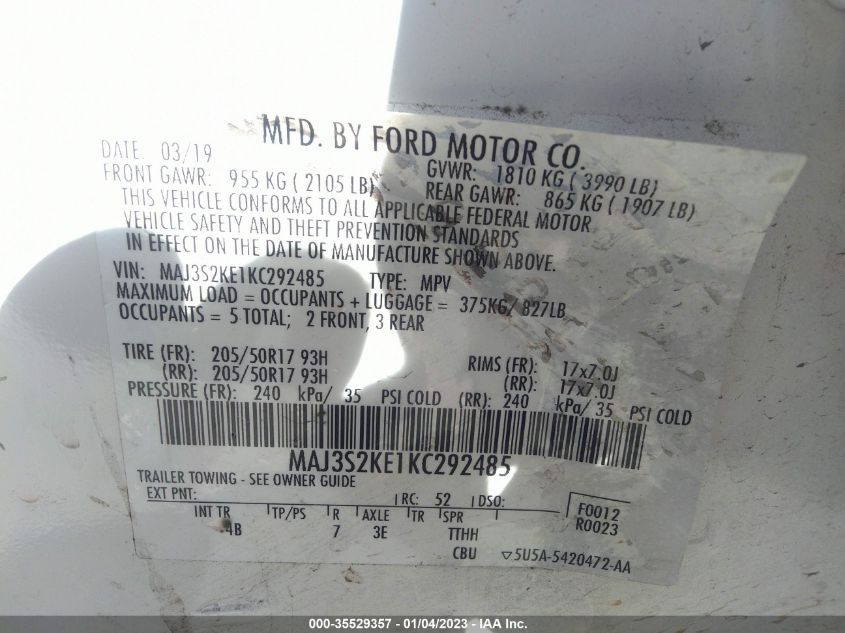 MFD. BY FORD MOTOR CO.
DATE 03/19
GVWR: 1810 KG ( 3990 LB)
FRONT GAWR: 955 KG ( 2105 LB)
REAR GAWR: 865 KG ( 1907 LB)
THIS VEHICLE CONFORMS TO ALL APPLICABLE FEDERAL MOTOR
VEHICLE SAFETY AND THEFT PREVENTION STANDARDS
IN EFFECT ON THE DATE OF MANUFACTURE SHOWN ABOVE.
VIN: MAJ3S2KE1KC292485 TYPE: MPV
MAXIMUM LOAD = OCCUPANTS + LUGGAGE = 375KG/ 827LB
OCCUPANTS = 5 TOTAL; 2 FRONT, 3 REAR
TIRE (FR): 205/50R17 93H RIMS (FR): 17x7.0J
(RR): 205/50R17 93H (RR): 17x7.0J
PRESSURE (FR): 240 kPa/ 35 PSI COLD (RR): 240 kPa/ 35 PSI COLD
MAJ3S2KE1KC292485
TRAILER TOWING - SEE OWNER GUIDE
EXT PNT: RC: 52 DSO: F0012
R0023
INT TR TP/PS R AXLE TR SPR
4B 7 3E TTHH
CBU 5U5A-5420472-AA
000-35529357 — 01/04/2023 - IAA Inc.